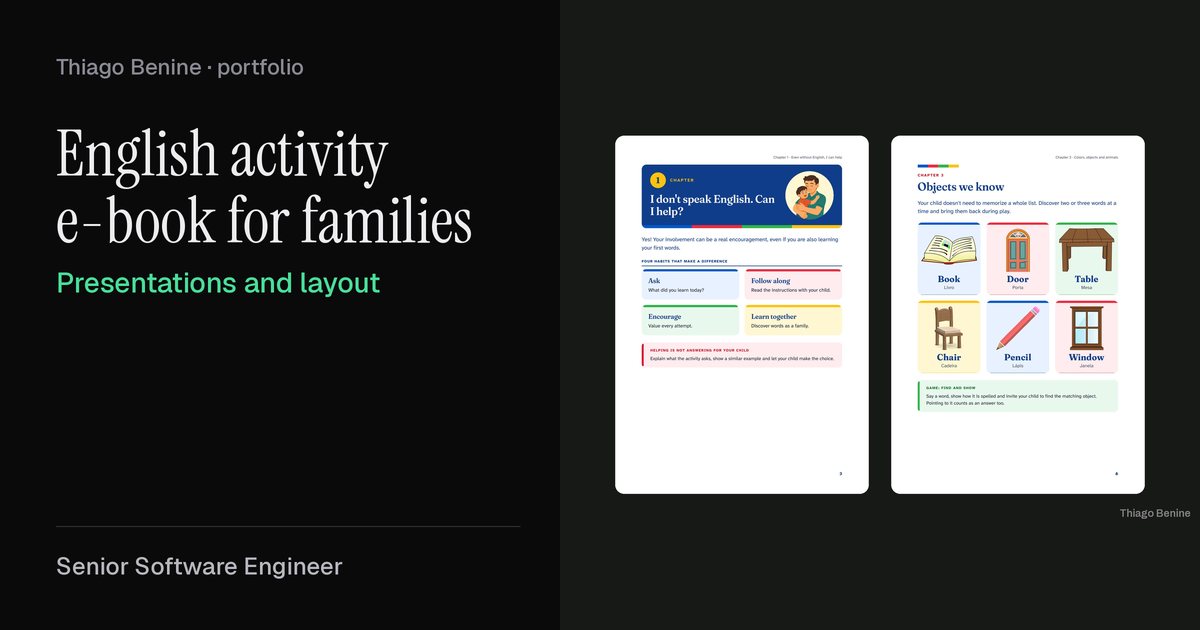 Thiago Benine · portfolio
English activity
e-book for families
Presentations and layout
Senior Software Engineer
Chapter 1 · Even without English, I can help
1
CHAPTER
I don't speak English. Can
I help?
Yes! Your involvement can be a real encouragement, even if you are also learning
your first words.
FOUR HABITS THAT MAKE A DIFFERENCE
Ask
What did you learn today?
Follow along
Read the instructions with your child.
Encourage
Value every attempt.
Learn together
Discover words as a family.
HELPING IS NOT ANSWERING FOR YOUR CHILD
Explain what the activity asks, show a similar example and let your child make the choice.
3
Chapter 3 · Colors, objects and animals
CHAPTER 3
Objects we know
Your child doesn't need to memorize a whole list. Discover two or three words at a
time and bring them back during play.
Book
Livro
Door
Porta
Table
Mesa
Chair
Cadeira
Pencil
Lápis
Window
Janela
GAME: FIND AND SHOW
Say a word, show how it is spelled and invite your child to find the matching object.
Pointing to it counts as an answer too.
Thiago Benine